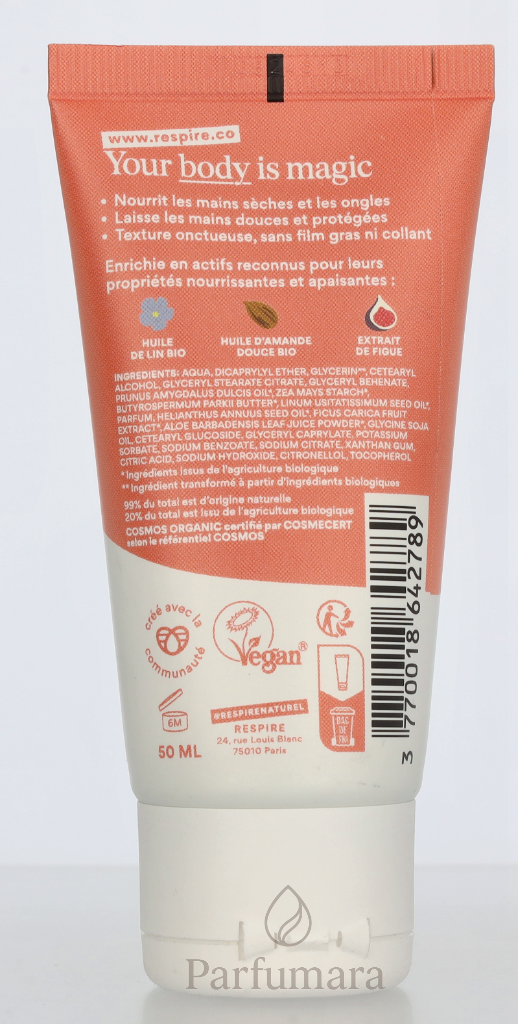 www.respire.co
Your body is magic
• Nourrit les mains sèches et les ongles
• Laisse les mains douces et protégées
• Texture onctueuse, sans film gras ni collant
Enrichie en actifs reconnus pour leurs
propriétés nourrissantes et apaisantes :
HUILE
DE LIN BIO
HUILE D'AMANDE
DOUCE BIO
EXTRAIT
DE FIGUE
INGREDIENTS: AQUA, DICAPRYLYL ETHER, GLYCERIN**, CETEARYL
ALCOHOL, GLYCERYL STEARATE CITRATE, GLYCERYL BEHENATE,
PRUNUS AMYGDALUS DULCIS OIL*, ZEA MAYS STARCH*,
BUTYROSPERMUM PARKII BUTTER*, LINUM USITATISSIMUM SEED OIL*,
PARFUM, HELIANTHUS ANNUUS SEED OIL*, FICUS CARICA FRUIT
EXTRACT*, ALOE BARBADENSIS LEAF JUICE POWDER*, GLYCINE SOJA
OIL, CETEARYL GLUCOSIDE, GLYCERYL CAPRYLATE, POTASSIUM
SORBATE, SODIUM BENZOATE, SODIUM CITRATE, XANTHAN GUM,
CITRIC ACID, SODIUM HYDROXIDE, CITRONELLOL, TOCOPHEROL
*Ingrédients issus de l'agriculture biologique
**Ingrédient transformé à partir d'ingrédients biologiques
99% du total est d'origine naturelle
20% du total est issu de l'agriculture biologique
COSMOS ORGANIC certifié par COSMECERT
selon le référentiel COSMOS
créé avec la
communauté
Vegan®
6M
50 ML
@RESPIRENATUREL
RESPIRE
24, rue Louis Blanc
75010 Paris
BAC
DE
TRI
3 770018 642789
Parfumara